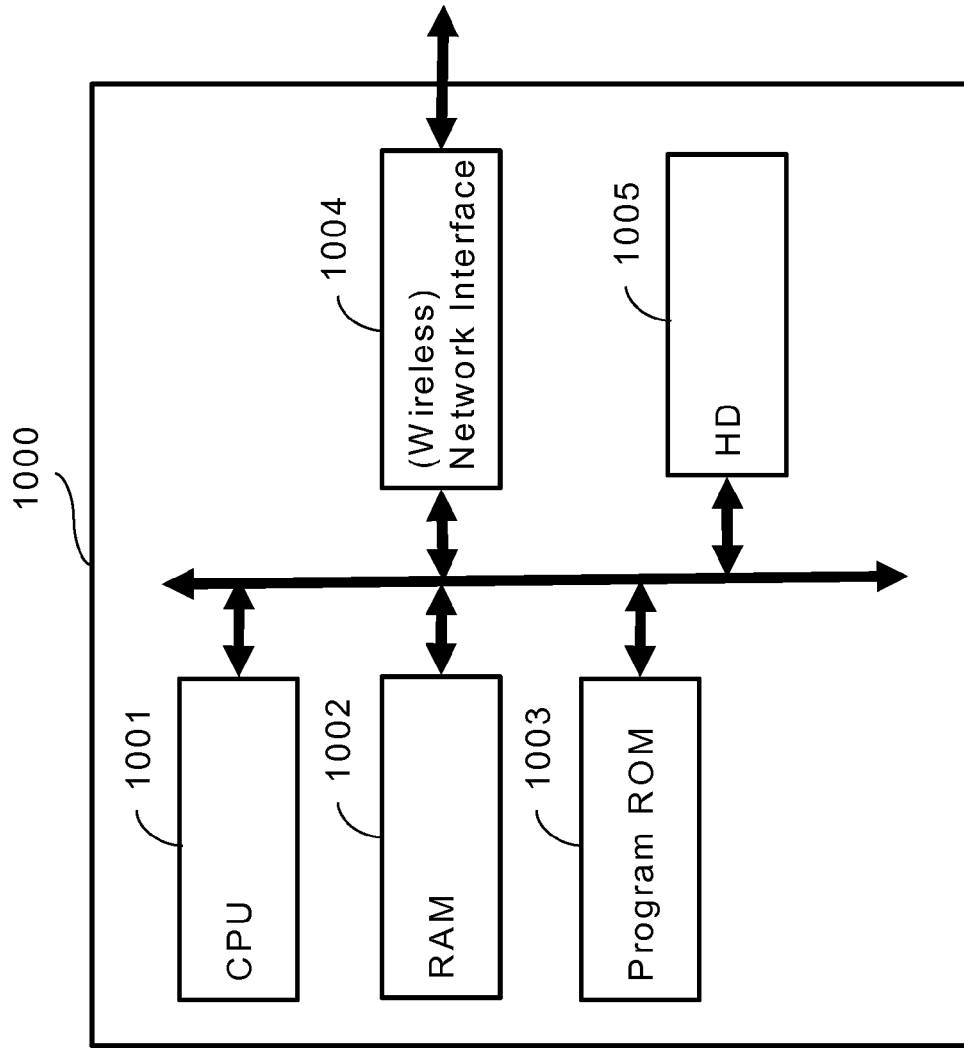 1000
1001
CPU
1002
RAM
1003
Program ROM
1004
(Wireless)
Network Interface
1005
HD